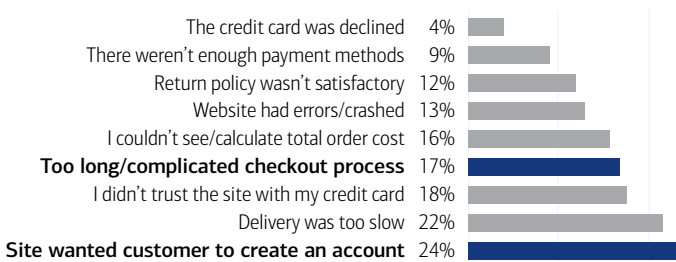 The credit card was declined 4%
There weren't enough payment methods 9%
Return policy wasn't satisfactory 12%
Website had errors/crashed 13%
I couldn't see/calculate total order cost 16%
Too long/complicated checkout process 17%
I didn't trust the site with my credit card 18%
Delivery was too slow 22%
Site wanted customer to create an account 24%